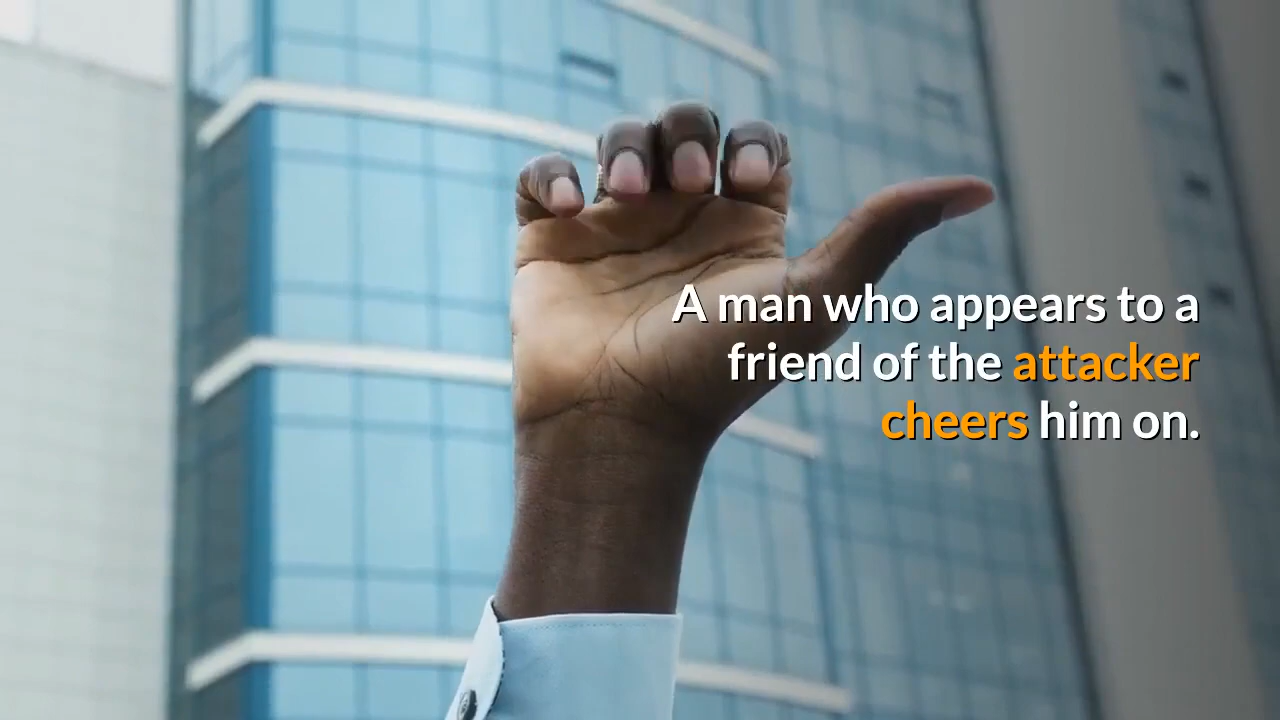 A man who appears to a
friend of the attacker
cheers him on.